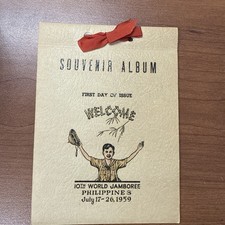 SOUVENIR ALBUM
FIRST DAY OF ISSUE
WELCOME
10TH WORLD JAMBOREE
PHILIPPINES
July 17-26, 1959